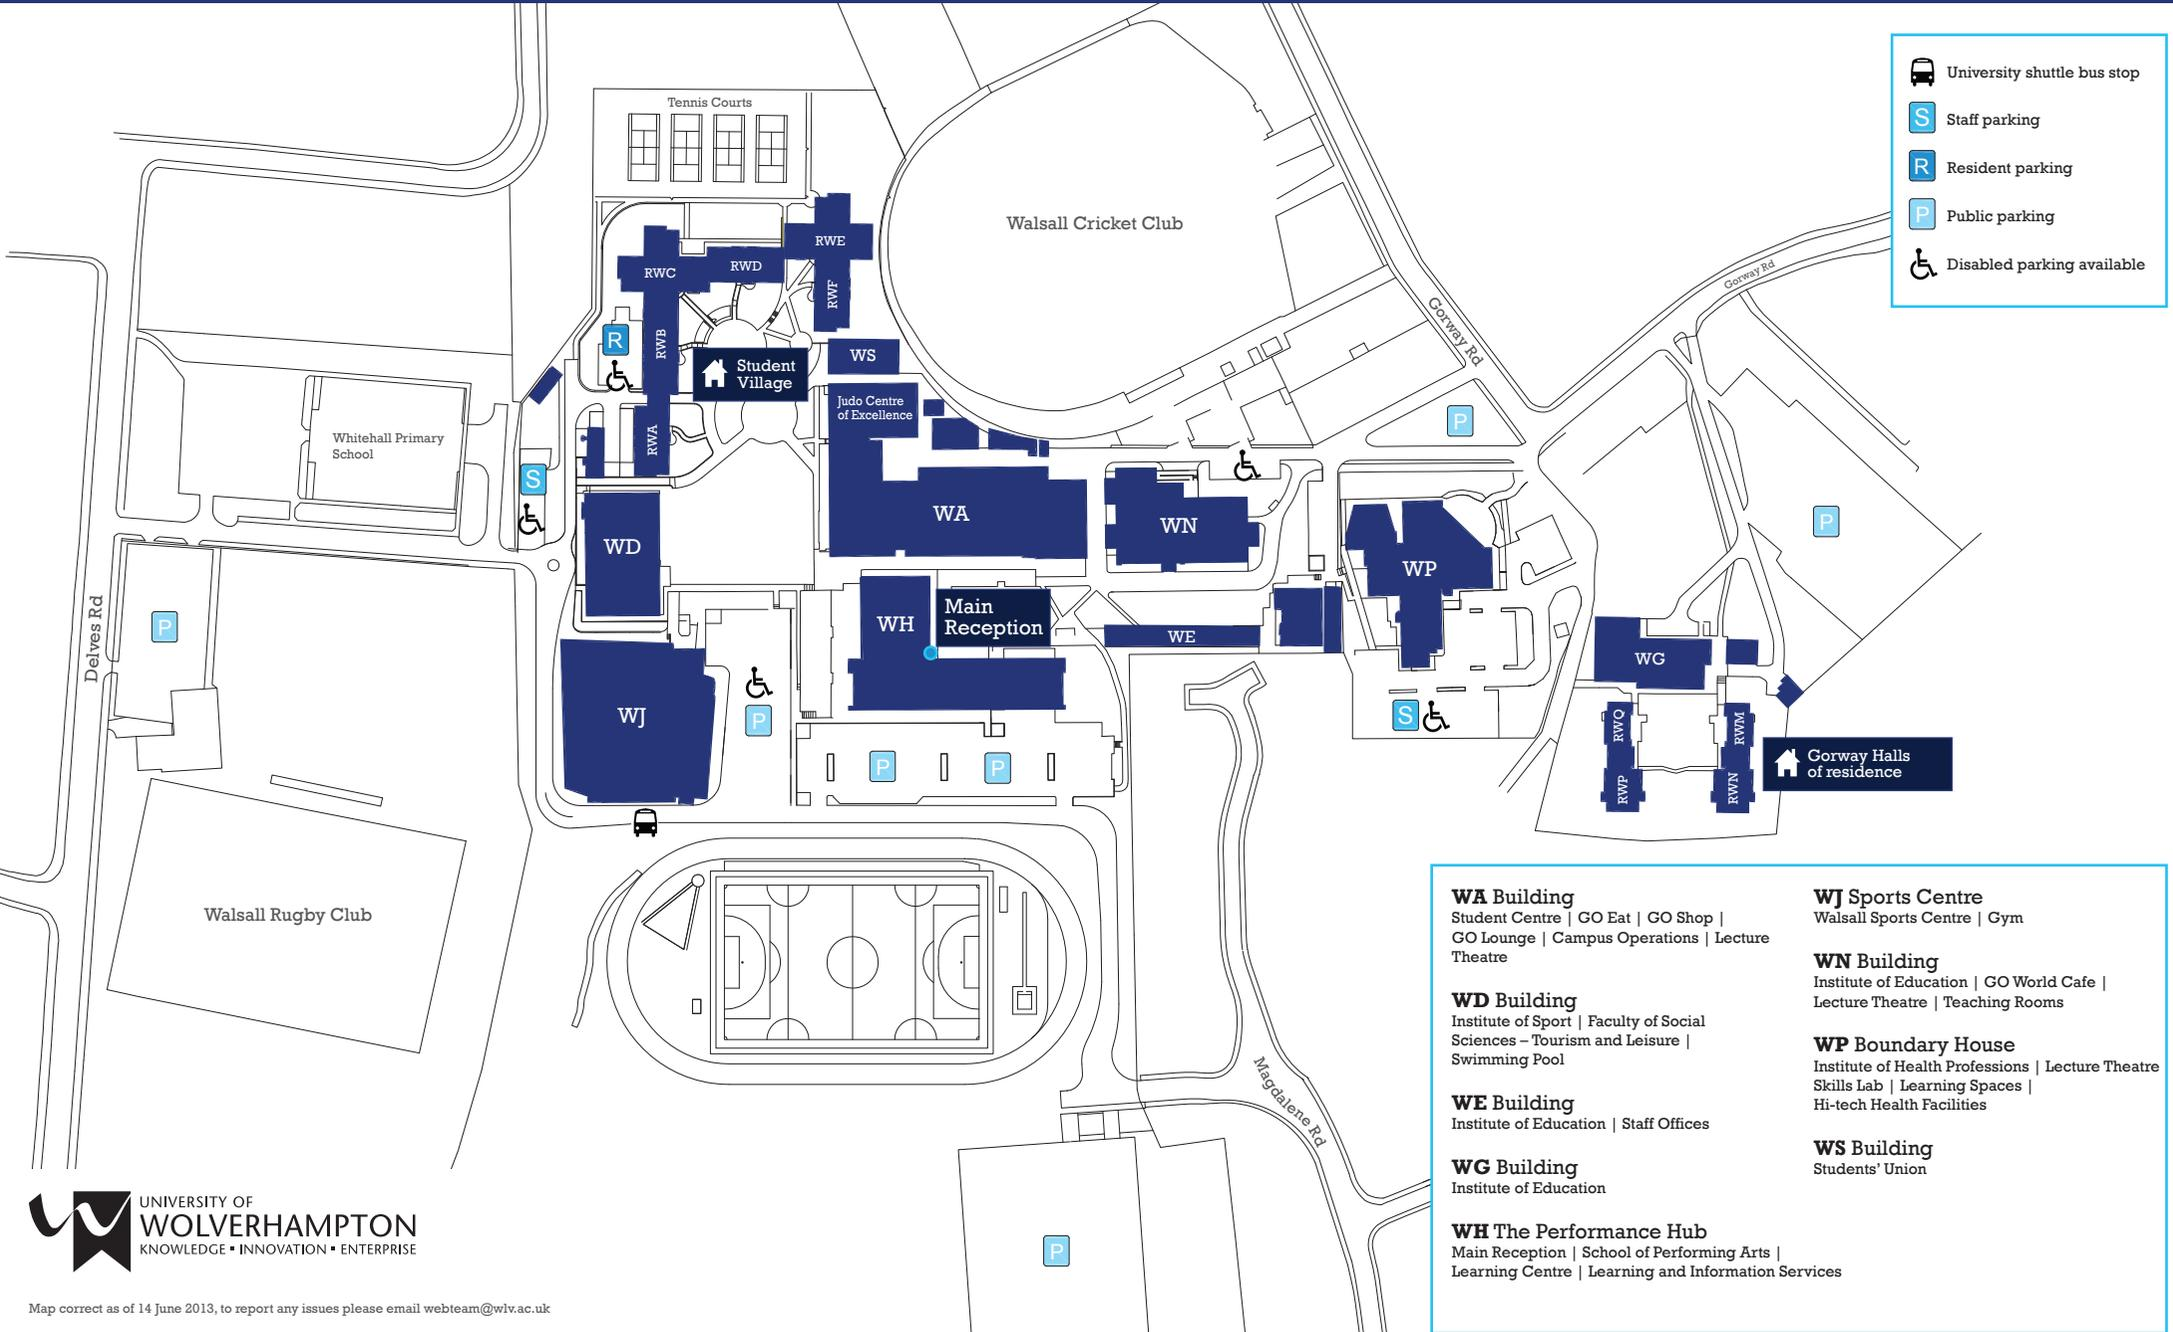 Tennis Courts
Walsall Cricket Club
RWE
RWC
RWD
RWF
RWB
R
WS
Student
Village
Judo Centre
of Excellence
Whitehall Primary
School
RWA
S
WD
WA
WN
WP
P
Gorway Rd
Gorway Rd
P
Delves Rd
P
WH
Main
Reception
WE
WG
WJ
P
P
P
S
RWQ
RWM
RWP
RWN
Gorway Halls
of residence
Walsall Rugby Club
Magdalene Rd
P
University shuttle bus stop
S Staff parking
R Resident parking
P Public parking
Disabled parking available
WA Building
Student Centre | GO Eat | GO Shop |
GO Lounge | Campus Operations | Lecture
Theatre
WD Building
Institute of Sport | Faculty of Social
Sciences – Tourism and Leisure |
Swimming Pool
WE Building
Institute of Education | Staff Offices
WG Building
Institute of Education
WH The Performance Hub
Main Reception | School of Performing Arts |
Learning Centre | Learning and Information Services
WJ Sports Centre
Walsall Sports Centre | Gym
WN Building
Institute of Education | GO World Cafe |
Lecture Theatre | Teaching Rooms
WP Boundary House
Institute of Health Professions | Lecture Theatre
Skills Lab | Learning Spaces |
Hi-tech Health Facilities
WS Building
Students' Union
UNIVERSITY OF
WOLVERHAMPTON
KNOWLEDGE ▪ INNOVATION ▪ ENTERPRISE
Map correct as of 14 June 2013, to report any issues please email webteam@wlv.ac.uk